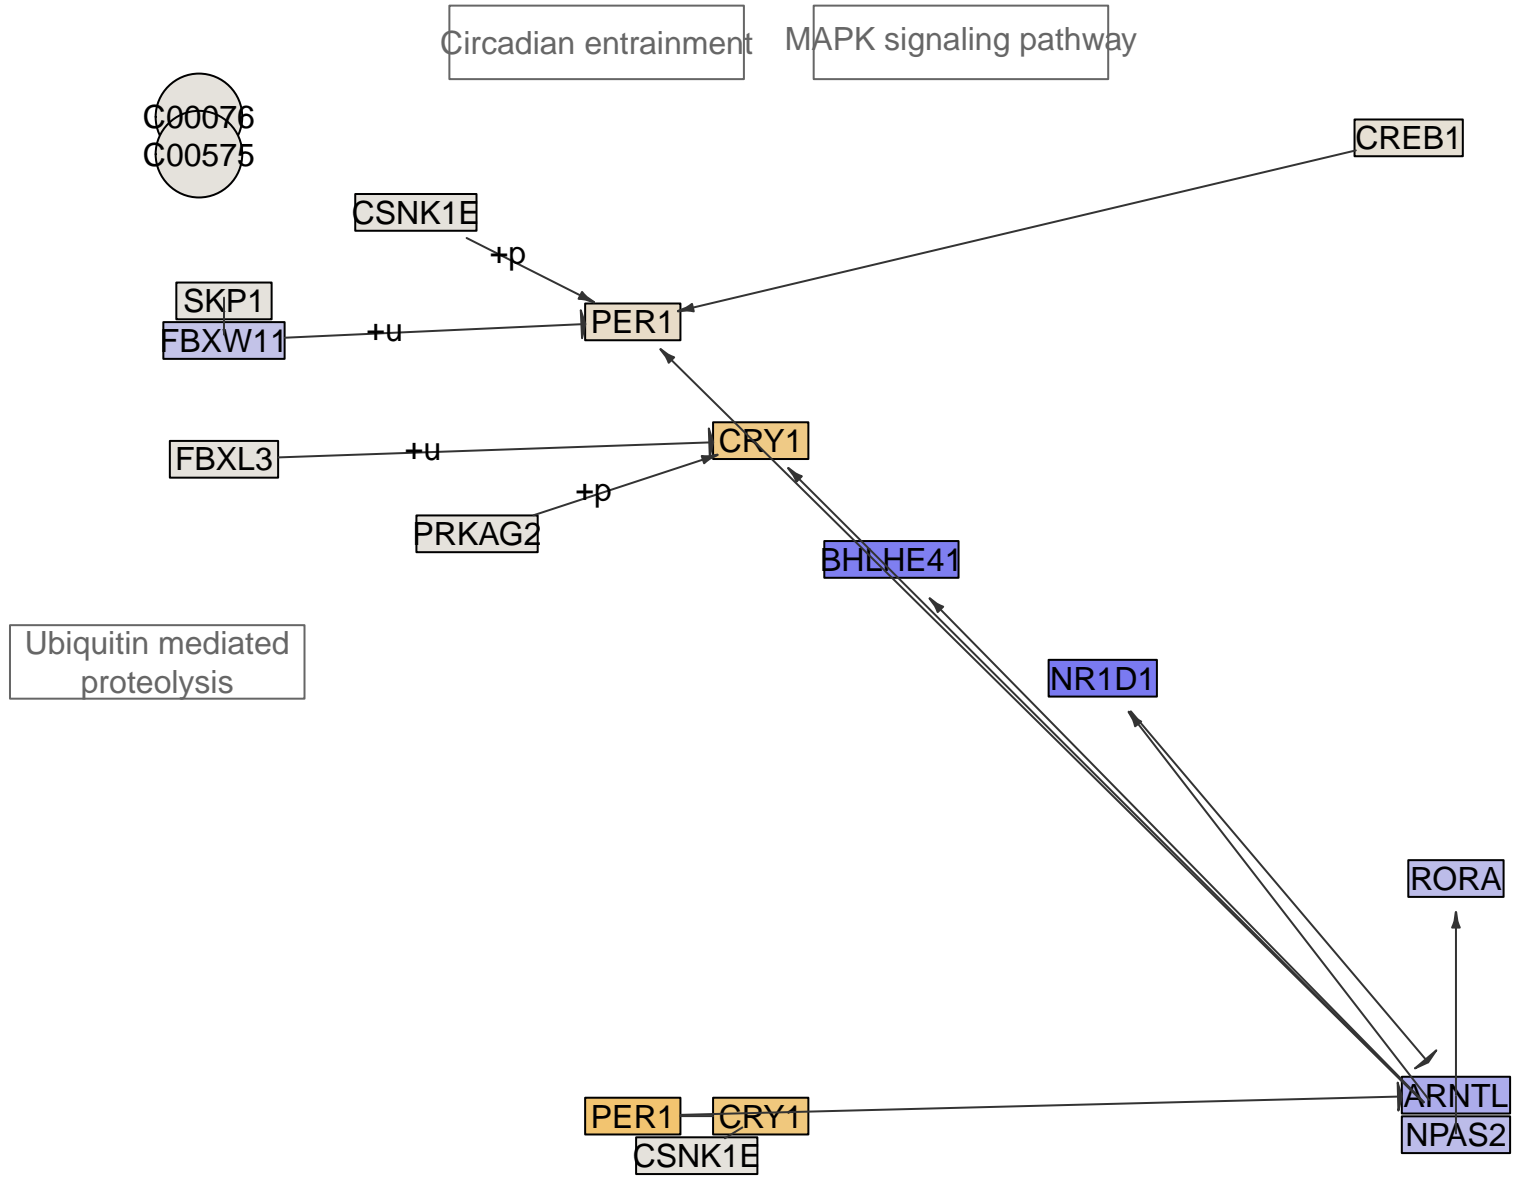 Circadian entrainment
MAPK signaling pathway
C00076
C00575
CREB1
CSNK1E
+p
SKP1
FBXW11
+u
PER1
FBXL3
+u
CRY1
+p
PRKAG2
BHLHE41
Ubiquitin mediated
proteolysis
NR1D1
RORA
ARNTL
NPAS2
PER1
CRY1
CSNK1E